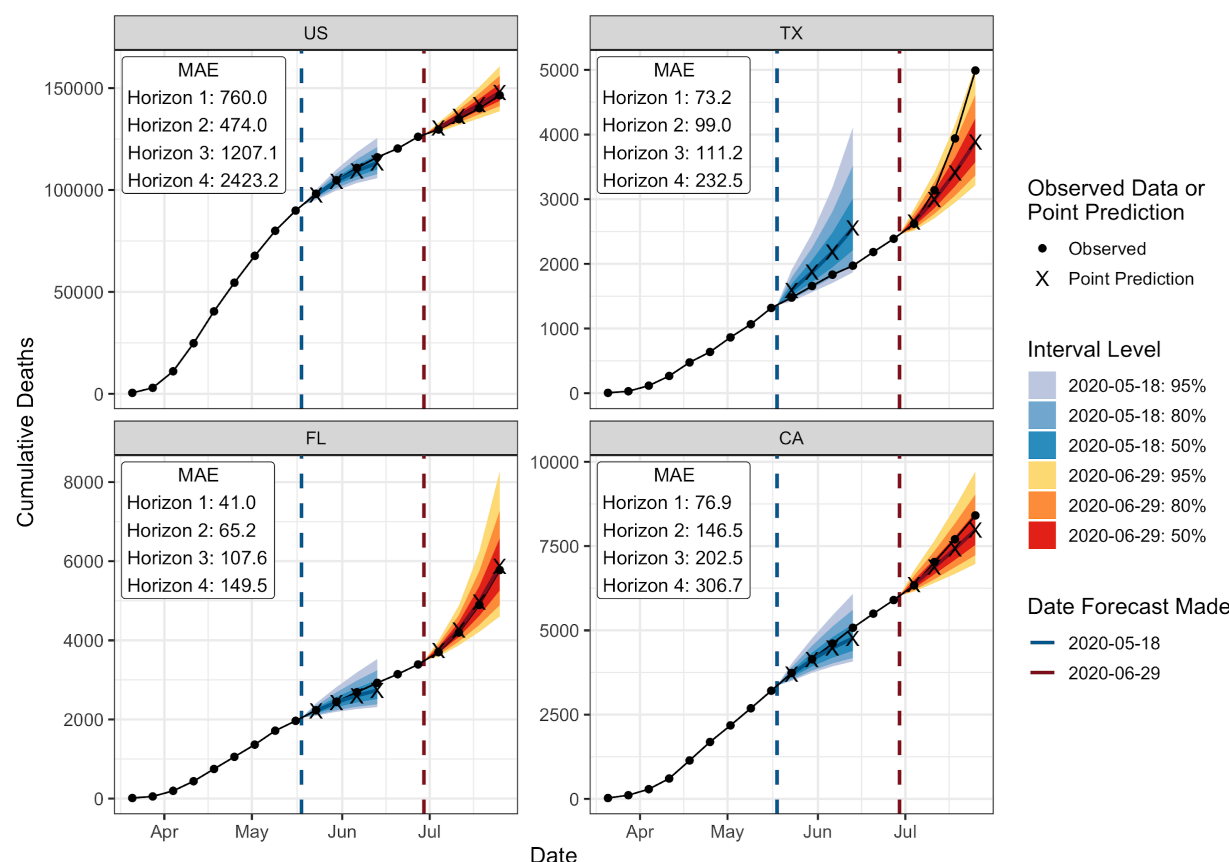 US
MAE
Horizon 1: 760.0
Horizon 2: 474.0
Horizon 3: 1207.1
Horizon 4: 2423.2
150000
100000
50000
0
TX
MAE
Horizon 1: 73.2
Horizon 2: 99.0
Horizon 3: 111.2
Horizon 4: 232.5
5000
4000
3000
2000
1000
0
FL
MAE
Horizon 1: 41.0
Horizon 2: 65.2
Horizon 3: 107.6
Horizon 4: 149.5
8000
6000
4000
2000
0
Apr May Jun Jul
CA
MAE
Horizon 1: 76.9
Horizon 2: 146.5
Horizon 3: 202.5
Horizon 4: 306.7
10000
7500
5000
2500
0
Apr May Jun Jul
Cumulative Deaths
Date
Observed Data or
Point Prediction
Observed
X Point Prediction
Interval Level
2020-05-18: 95%
2020-05-18: 80%
2020-05-18: 50%
2020-06-29: 95%
2020-06-29: 80%
2020-06-29: 50%
Date Forecast Made
2020-05-18
2020-06-29